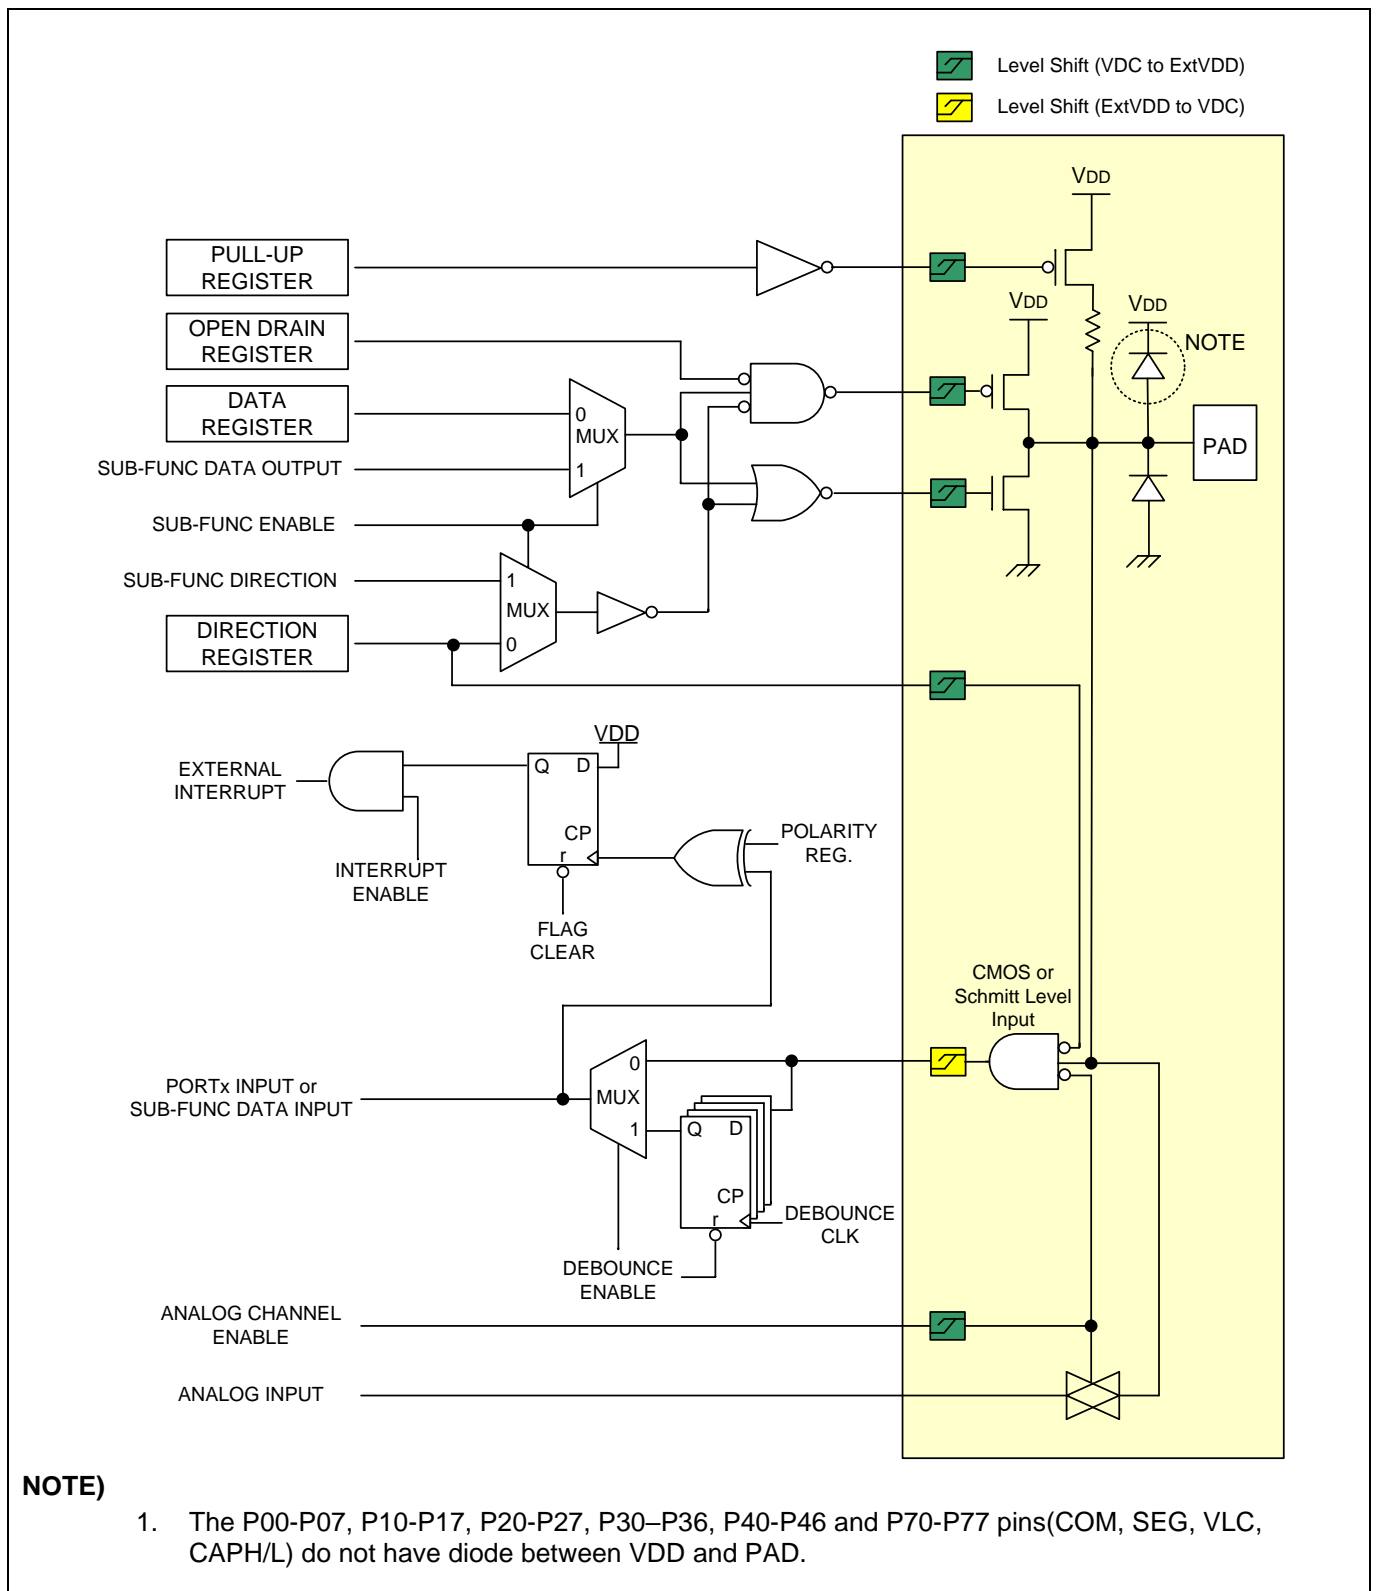 Level Shift (VDC to ExtVDD)
Level Shift (ExtVDD to VDC)
VDD
PULL-UP
REGISTER
VDD
VDD
OPEN DRAIN
REGISTER
NOTE
DATA
REGISTER
0
MUX
1
PAD
SUB-FUNC DATA OUTPUT
SUB-FUNC ENABLE
SUB-FUNC DIRECTION
1
MUX
0
DIRECTION
REGISTER
VDD
Q D
CP
r
EXTERNAL
INTERRUPT
POLARITY
REG.
INTERRUPT
ENABLE
FLAG
CLEAR
CMOS or
Schmitt Level
Input
0
MUX
1
PORTx INPUT or
SUB-FUNC DATA INPUT
Q D
CP
r
DEBOUNCE
CLK
DEBOUNCE
ENABLE
ANALOG CHANNEL
ENABLE
ANALOG INPUT
NOTE)
1. The P00-P07, P10-P17, P20-P27, P30–P36, P40-P46 and P70-P77 pins(COM, SEG, VLC,
CAPH/L) do not have diode between VDD and PAD.